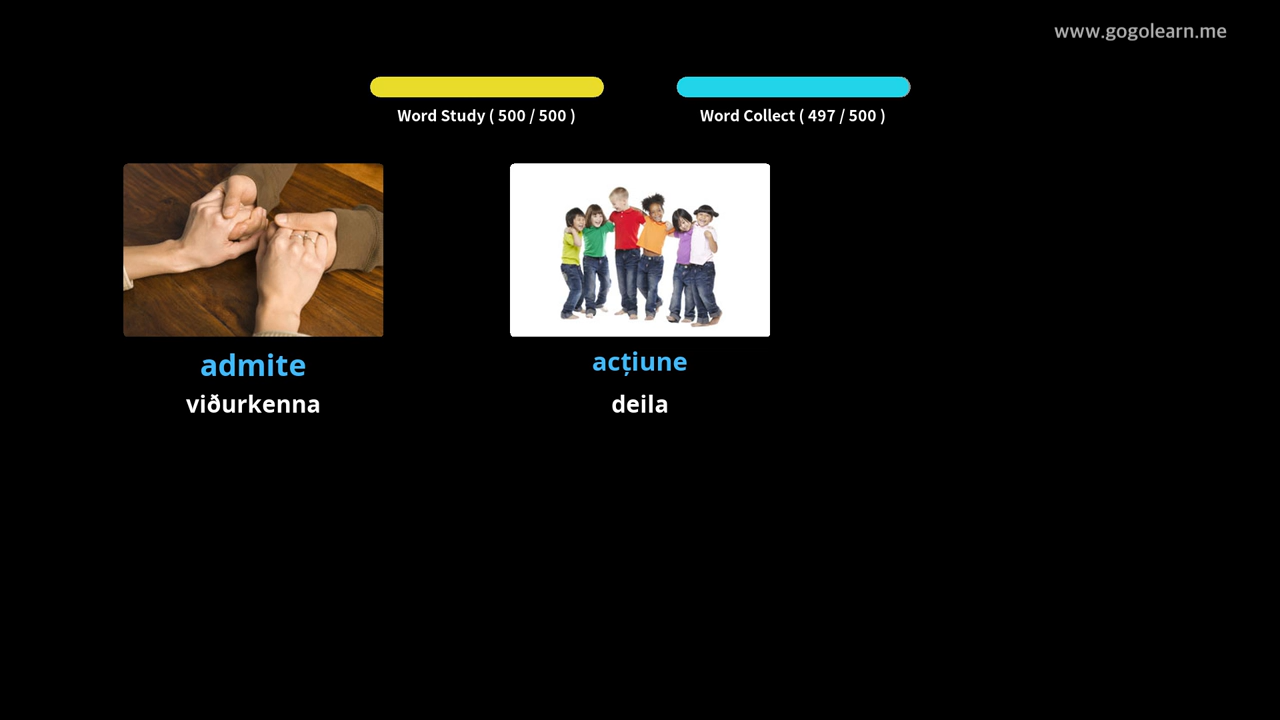 www.gogolearn.me
Word Study ( 500 / 500 )
Word Collect ( 497 / 500 )
admite
viðurkenna
acțiune
deila